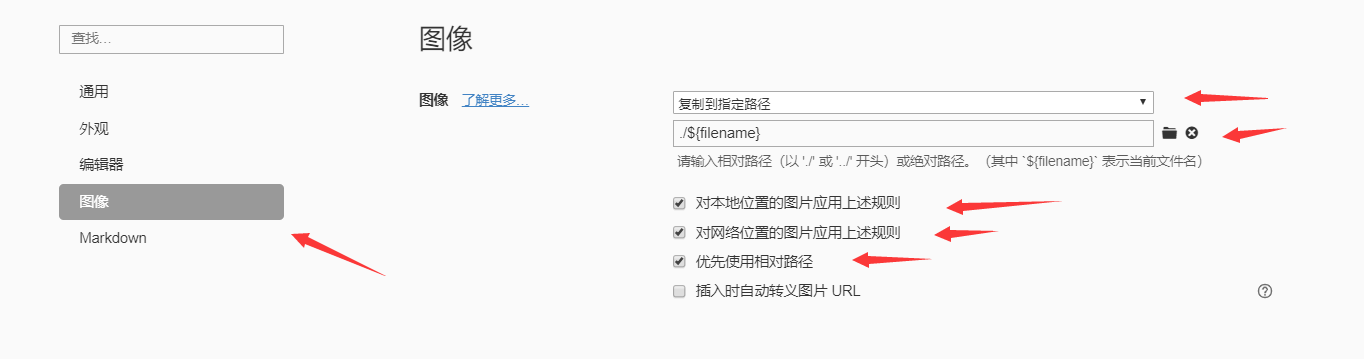 查找...
通用
外观
编辑器
图像
Markdown
图像
图像 了解更多...
复制到指定路径
./${filename}
请输入相对路径（以 './' 或 '../' 开头）或绝对路径。（其中 `${filename}` 表示当前文件名）
对本地位置的图片应用上述规则
对网络位置的图片应用上述规则
优先使用相对路径
插入时自动转义图片 URL